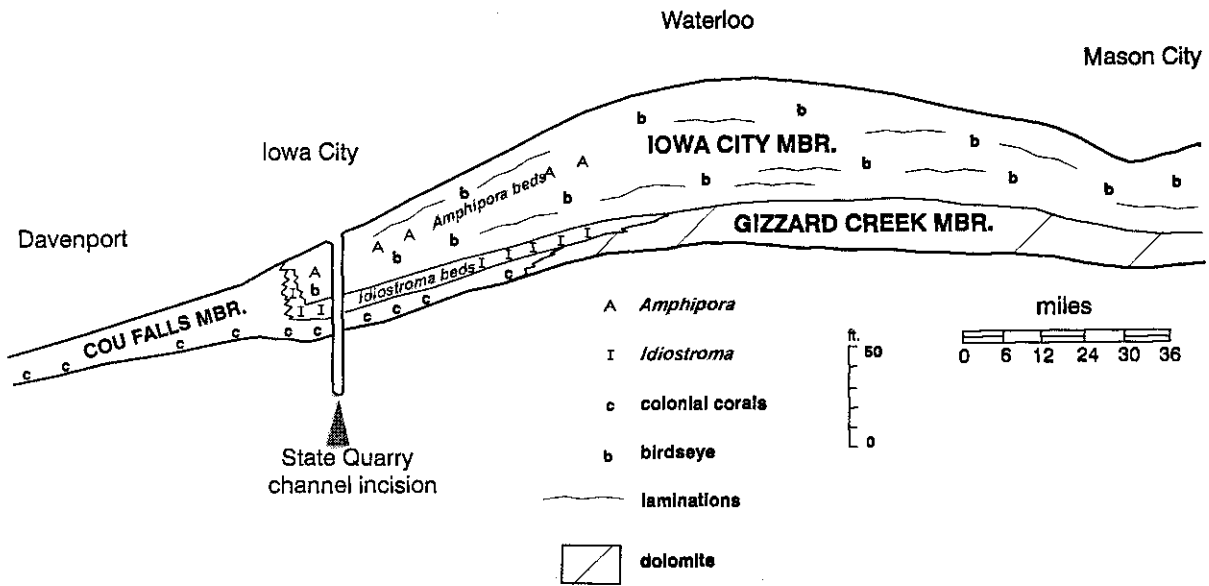 Waterloo
Mason City
Iowa City
Davenport
b b
b b
IOWA CITY MBR.
b b b b b b
A A
b
Amphipora beds
b
A A
b b
GIZZARD CREEK MBR.
A
b
I
I I
Idiostroma beds
I I I I I
c
COU FALLS MBR.
c c c c c c c c c
State Quarry
channel incision
A Amphipora
I Idiostroma
c colonial corals
b birdseye
laminations
dolomite
ft.
50
0
miles
0 6 12 24 30 36